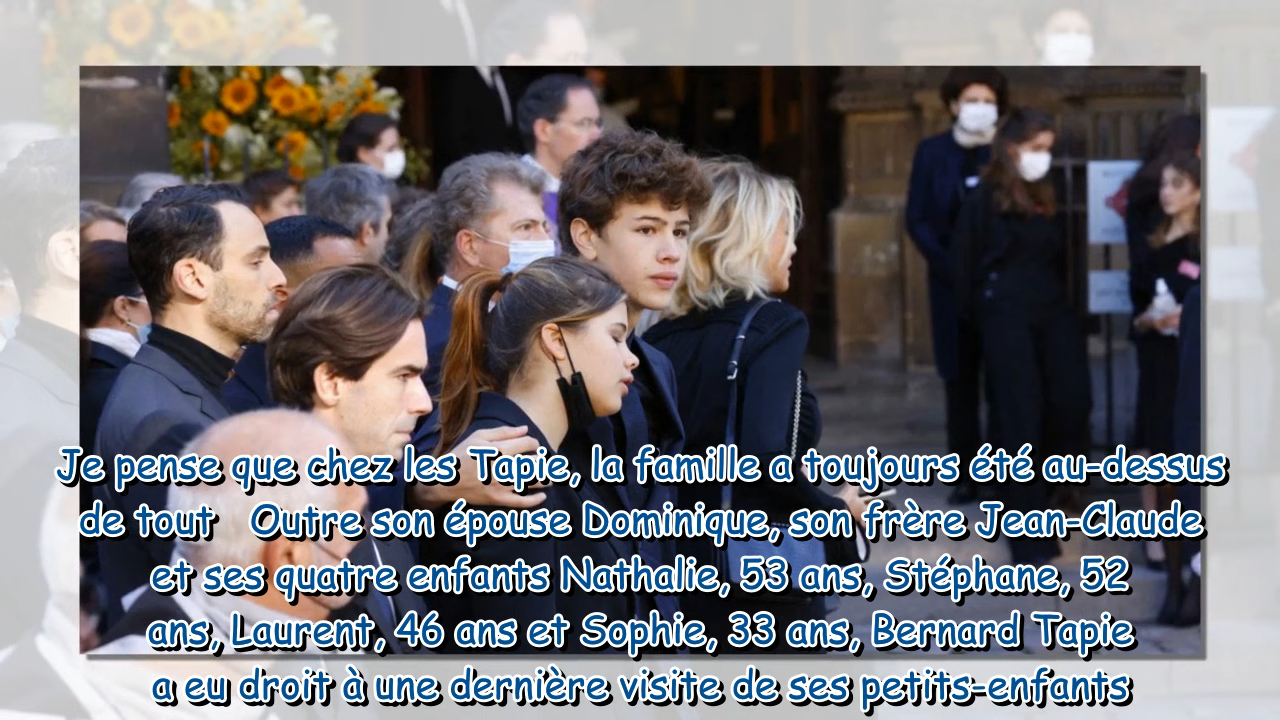 Je pense que chez les Tapie, la famille a toujours été au-dessus
de tout   Outre son épouse Dominique, son frère Jean-Claude
et ses quatre enfants Nathalie, 53 ans, Stéphane, 52
ans, Laurent, 46 ans et Sophie, 33 ans, Bernard Tapie
a eu droit à une dernière visite de ses petits-enfants